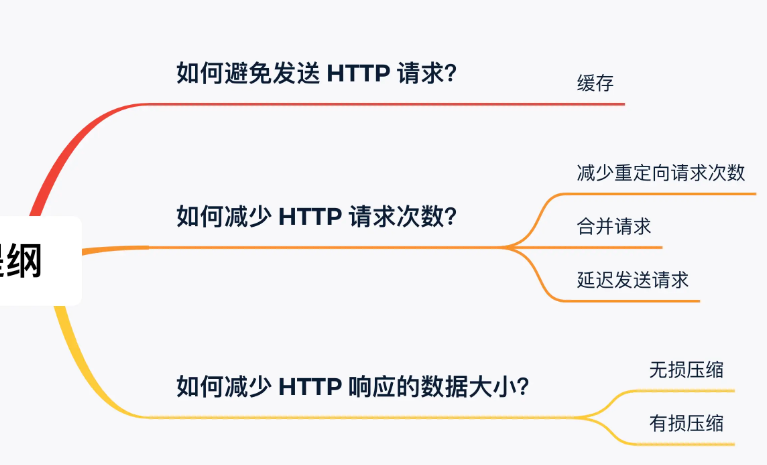 如何避免发送 HTTP 请求？
缓存
减少重定向请求次数
如何减少 HTTP 请求次数？
合并请求
延迟发送请求
纲
如何减少 HTTP 响应的数据大小？
无损压缩
有损压缩